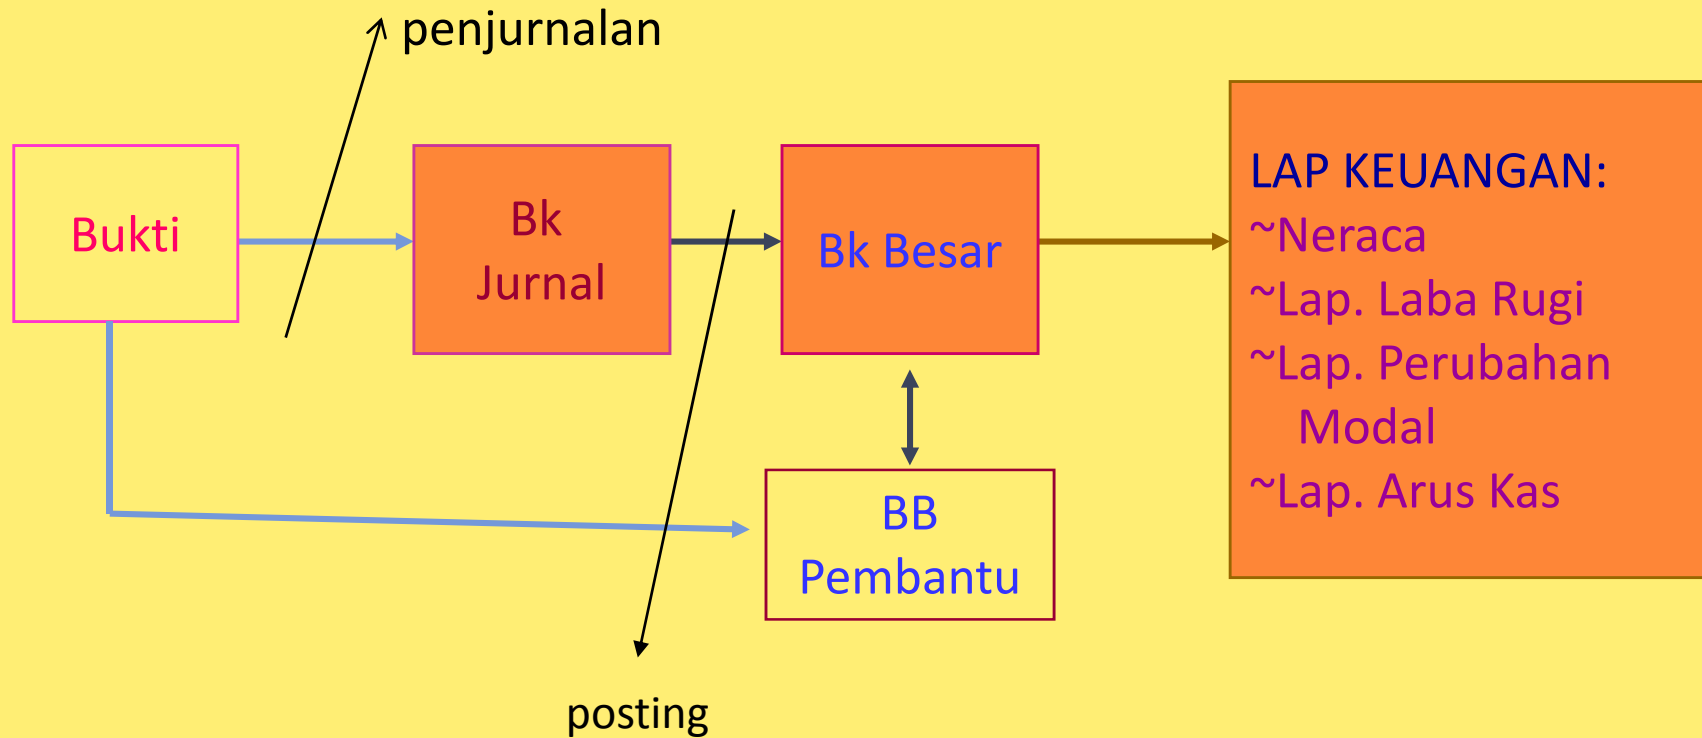 penjurnalan
Bukti
Bk
Jurnal
Bk Besar
LAP KEUANGAN:
~Neraca
~Lap. Laba Rugi
~Lap. Perubahan
Modal
~Lap. Arus Kas
BB
Pembantu
posting